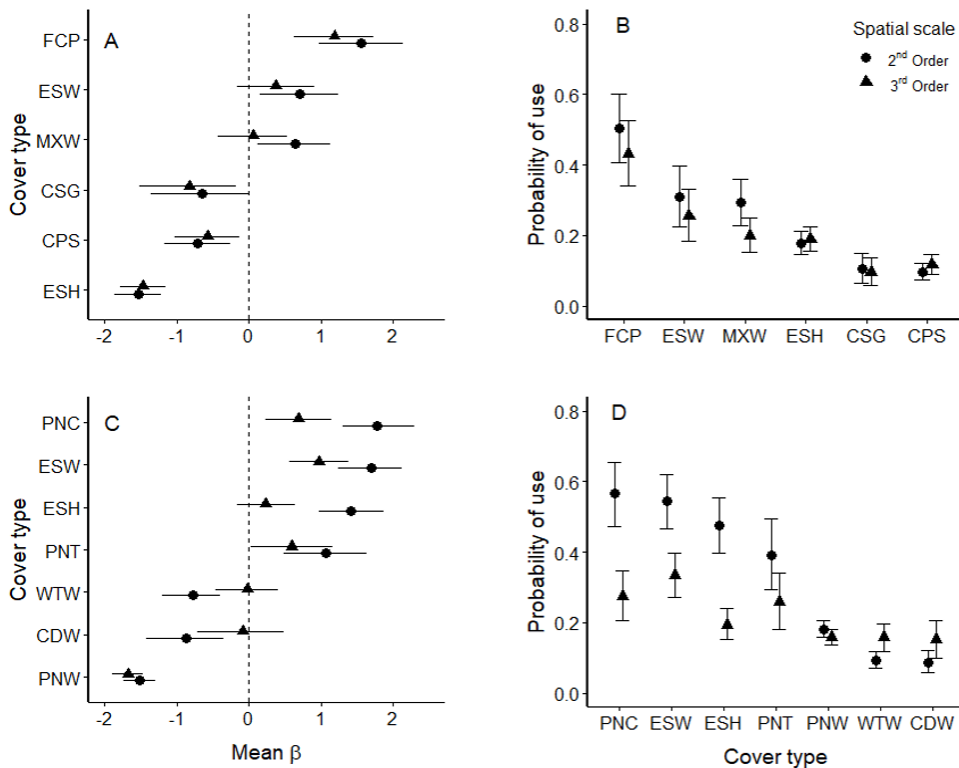 A
Cover type
FCP
ESW
MXW
CSG
CPS
ESH
-2 -1 0 1 2
B
Spatial scale
2nd Order
3rd Order
Probability of use
0.8
0.6
0.4
0.2
0.0
FCP ESW MXW ESH CSG CPS
C
Cover type
PNC
ESW
ESH
PNT
WTW
CDW
PNW
-2 -1 0 1 2
Mean β
D
Probability of use
0.8
0.6
0.4
0.2
0.0
PNC ESW ESH PNT PNW WTW CDW
Cover type